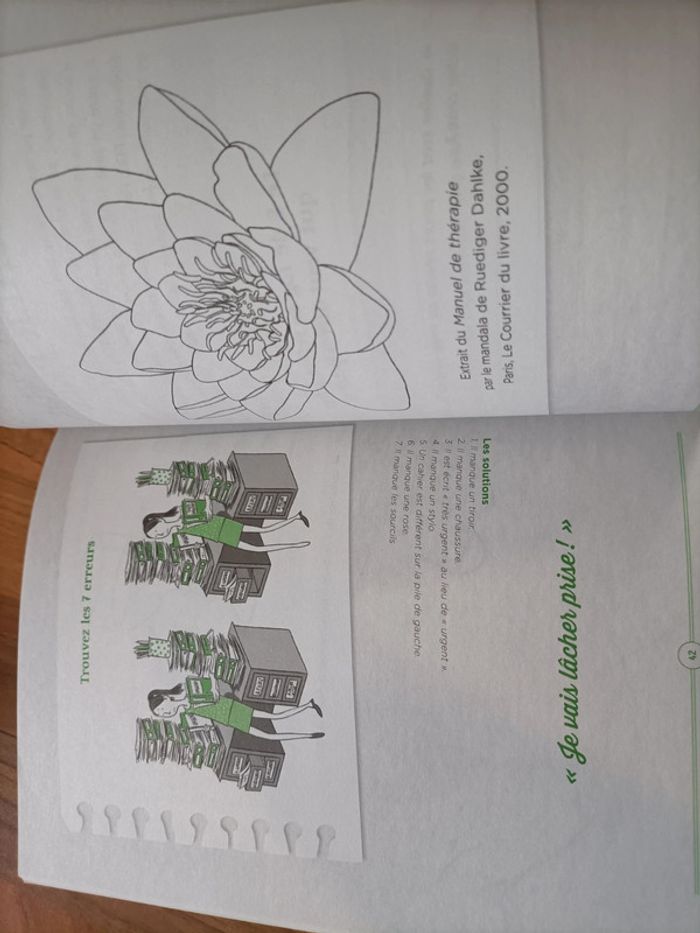 Extrait du Manuel de thérapie
par le mandala de Ruediger Dahlke,
Paris, Le Courrier du livre, 2000.
Trouvez les 7 erreurs
Les solutions
1. Il manque un tiroir.
2. Il manque une chaussure.
3. Il est écrit « très urgent » au lieu de « urgent ».
4. Il manque un stylo.
5. Un cahier est différent sur la pile de gauche.
6. Il manque une rose.
7. Il manque les sourcils.
« Je vais lâcher prise ! »
42